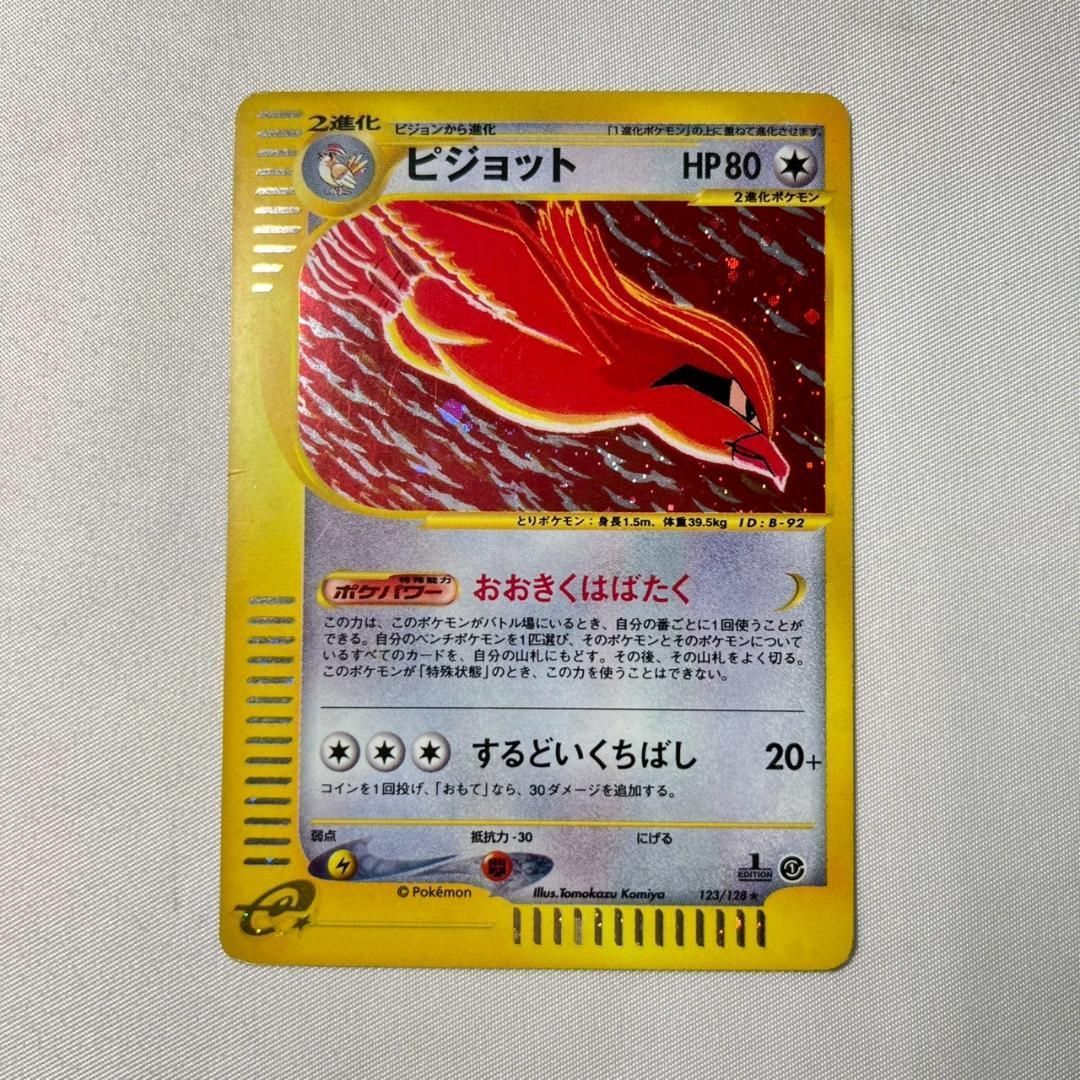 2進化 ピジョンから進化 「1進化ポケモン」の上に重ねて進化させます。
ピジョット HP80
2進化ポケモン
とりポケモン：身長1.5m、体重39.5kg ID:B-92
特殊能力
ポケパワー おおきくはばたく
この力は、このポケモンがバトル場にいるとき、自分の番ごとに1回使うことが
できる。自分のベンチポケモンを1匹選び、そのポケモンとそのポケモンについて
いるすべてのカードを、自分の山札にもどす。その後、その山札をよく切る。
このポケモンが「特殊状態」のとき、この力を使うことはできない。
するどいくちばし 20+
コインを1回投げ、「おもて」なら、30ダメージを追加する。
弱点 抵抗力 -30 にげる
1 EDITION
©Pokémon Illus.Tomokazu Komiya 123/128★
e